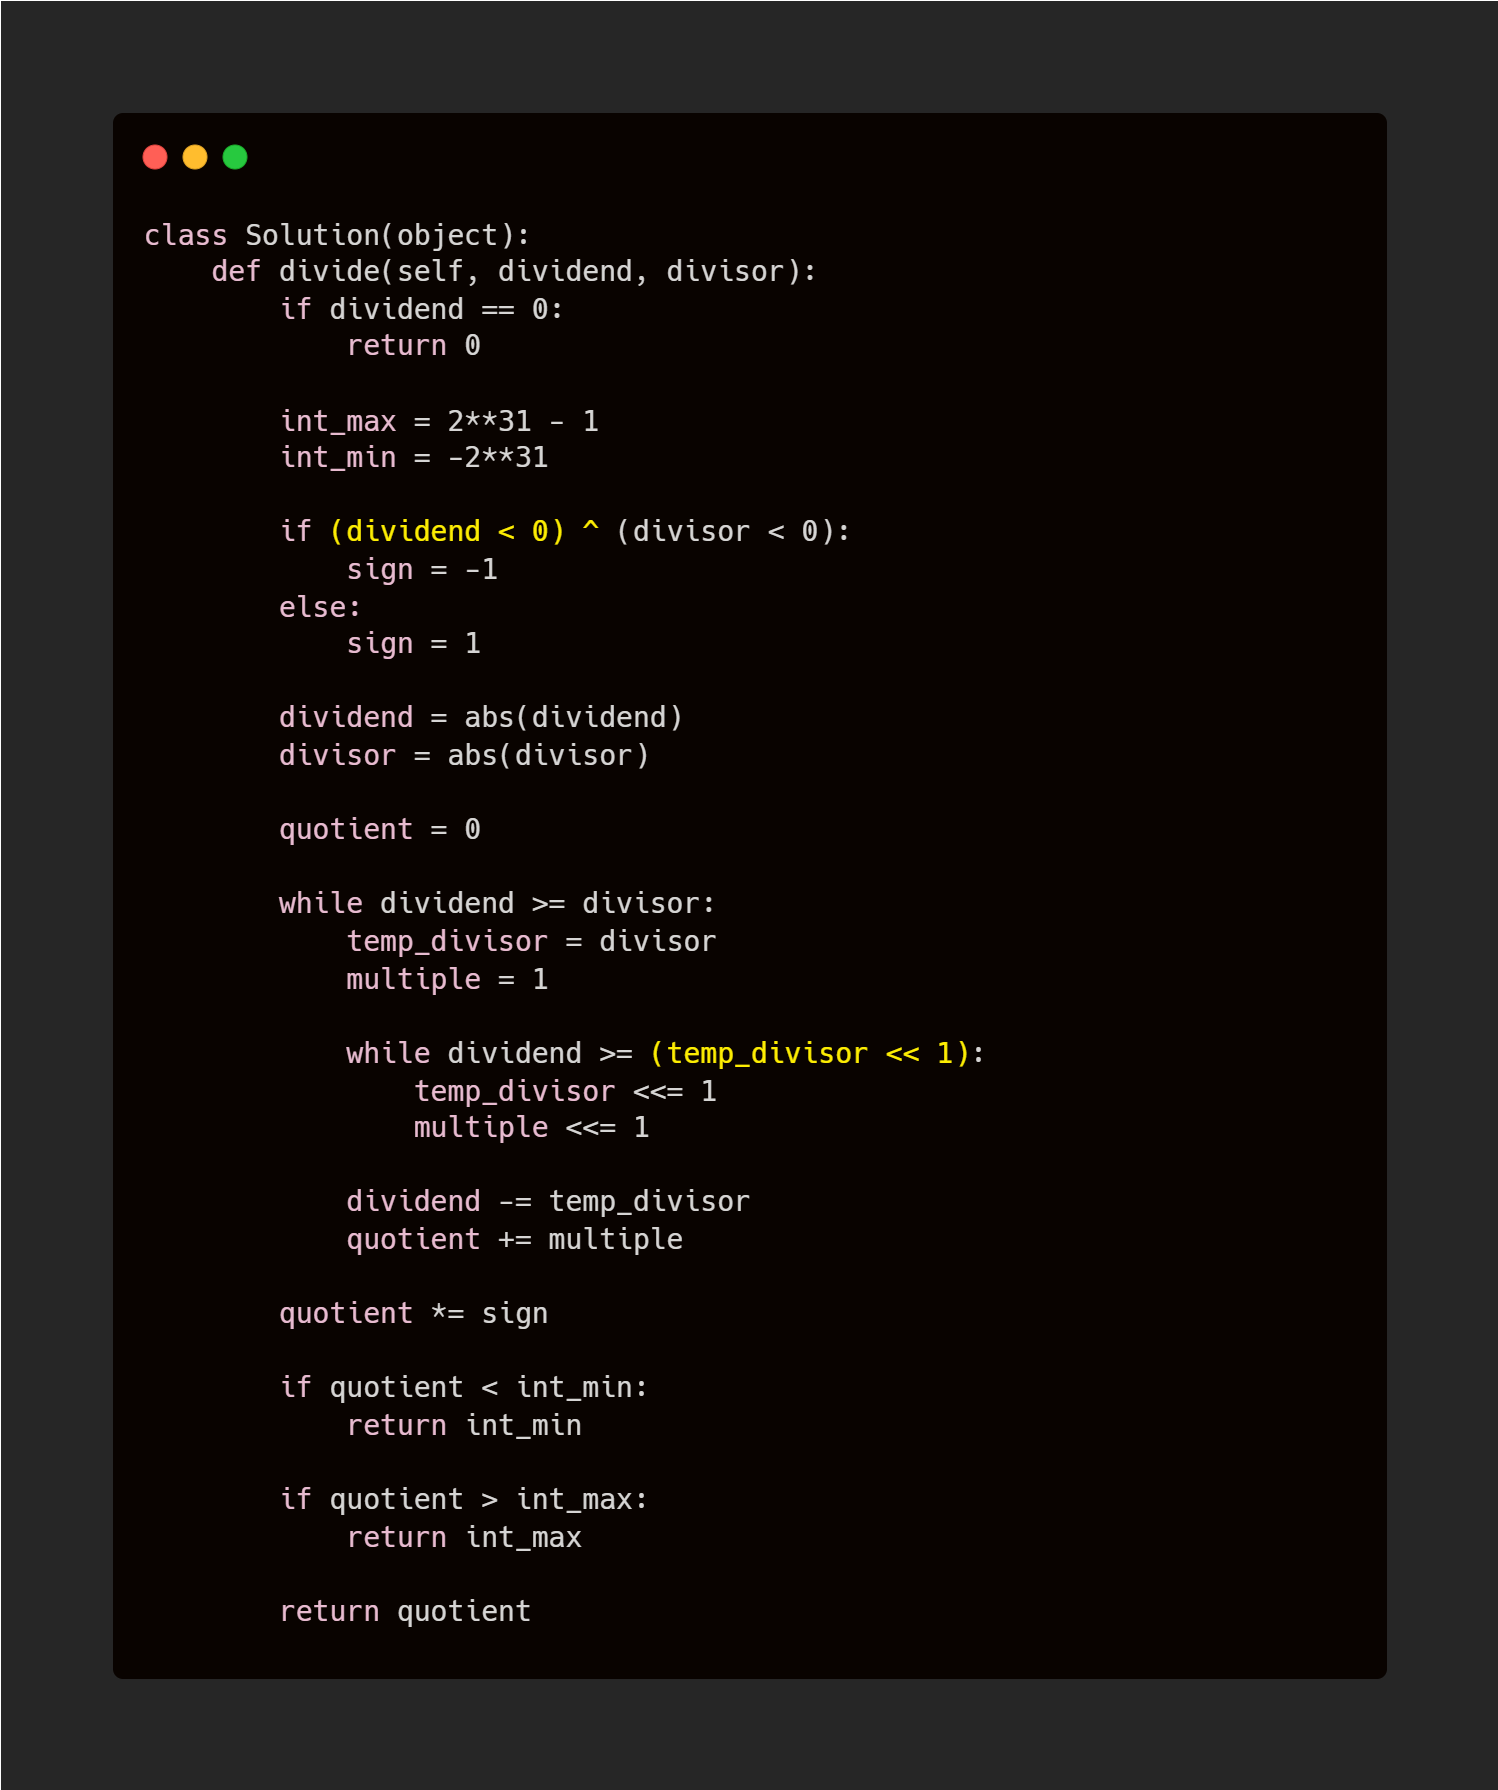 class Solution(object):
    def divide(self, dividend, divisor):
        if dividend == 0:
            return 0

        int_max = 2**31 - 1
        int_min = -2**31

        if (dividend < 0) ^ (divisor < 0):
            sign = -1
        else:
            sign = 1

        dividend = abs(dividend)
        divisor = abs(divisor)

        quotient = 0

        while dividend >= divisor:
            temp_divisor = divisor
            multiple = 1

            while dividend >= (temp_divisor << 1):
                temp_divisor <<= 1
                multiple <<= 1

            dividend -= temp_divisor
            quotient += multiple

        quotient *= sign

        if quotient < int_min:
            return int_min

        if quotient > int_max:
            return int_max

        return quotient